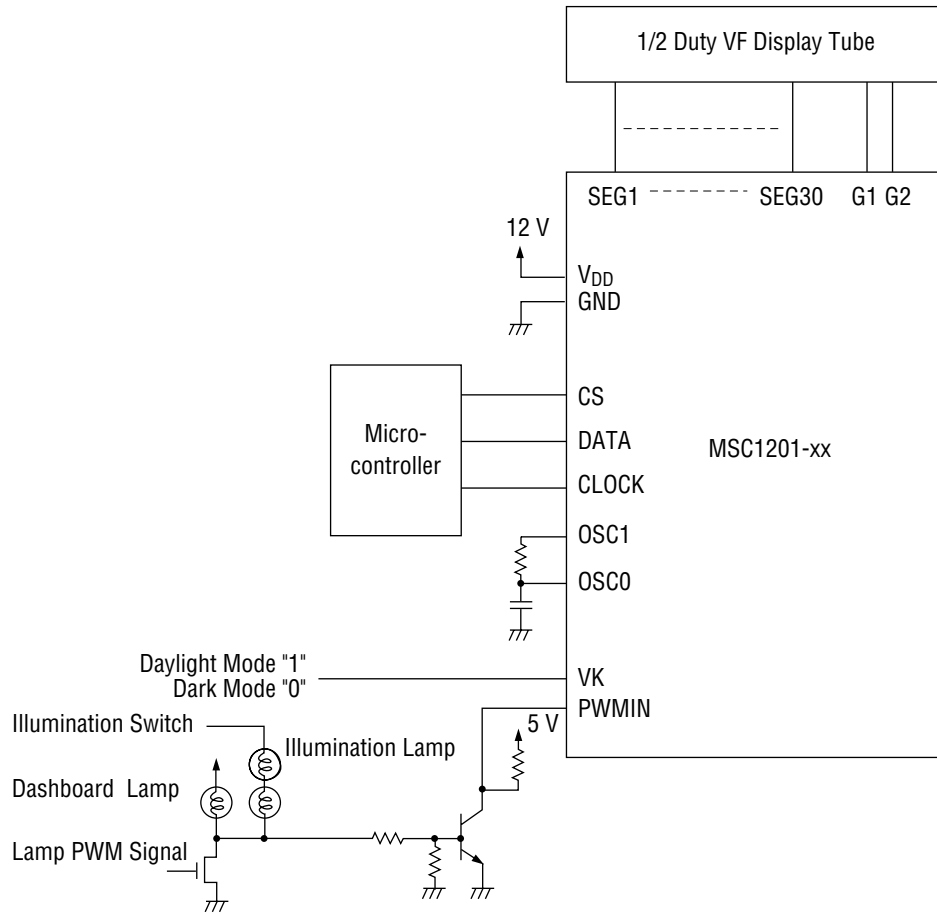 1/2 Duty VF Display Tube
SEG1
SEG30
G1 G2
12 V
VDD
GND
Micro-
controller
CS
DATA
CLOCK
MSC1201-xx
OSC1
OSC0
Daylight Mode "1"
Dark Mode "0"
VK
PWMIN
5 V
Illumination Switch
Illumination Lamp
Dashboard Lamp
Lamp PWM Signal